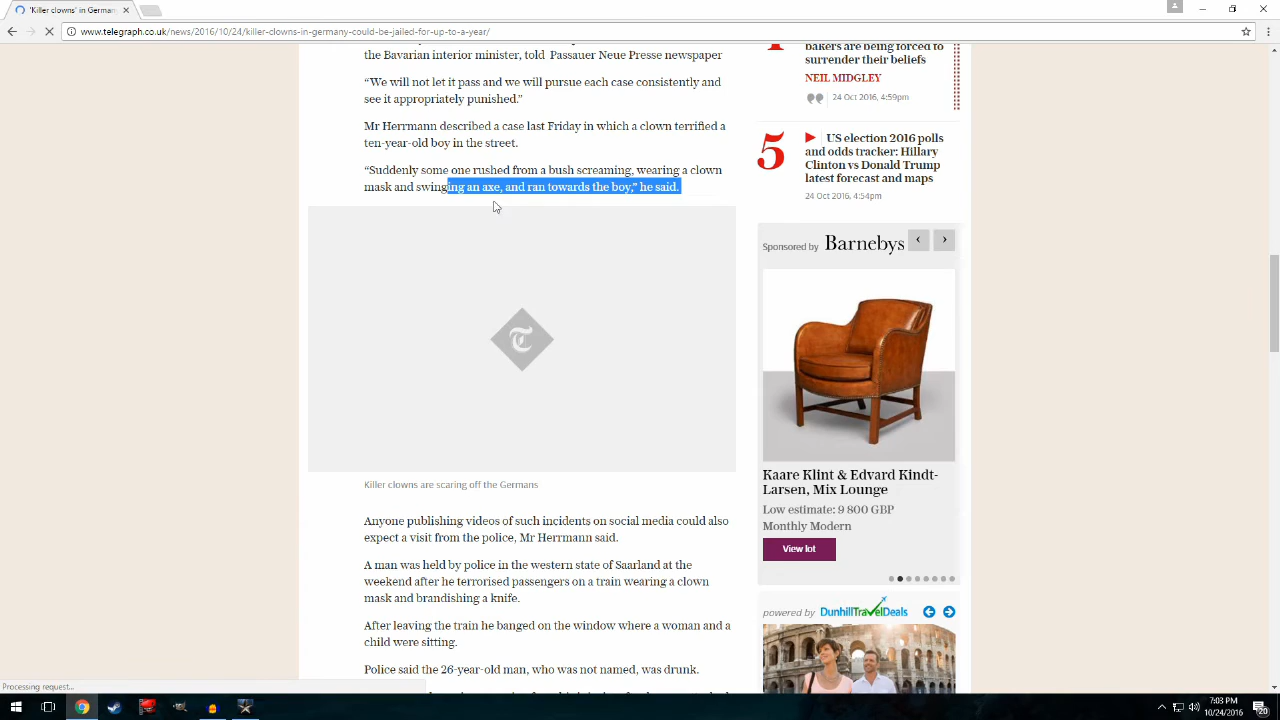 'Killer clowns' in Germany
www.telegraph.co.uk/news/2016/10/24/killer-clowns-in-germany-could-be-jailed-for-up-to-a-year/
the Bavarian interior minister, told Passauer Neue Presse newspaper
“We will not let it pass and we will pursue each case consistently and
see it appropriately punished.”
Mr Herrmann described a case last Friday in which a clown terrified a
ten-year-old boy in the street.
“Suddenly some one rushed from a bush screaming, wearing a clown
mask and swinging an axe, and ran towards the boy,” he said.
Killer clowns are scaring off the Germans
Anyone publishing videos of such incidents on social media could also
expect a visit from the police, Mr Herrmann said.
A man was held by police in the western state of Saarland at the
weekend after he terrorised passengers on a train wearing a clown
mask and brandishing a knife.
After leaving the train he banged on the window where a woman and a
child were sitting.
Police said the 26-year-old man, who was not named, was drunk.
bakers are being forced to
surrender their beliefs
NEIL MIDGLEY
24 Oct 2016, 4:59pm
5
US election 2016 polls
and odds tracker: Hillary
Clinton vs Donald Trump
latest forecast and maps
24 Oct 2016, 4:54pm
Sponsored by Barnebys
Kaare Klint & Edvard Kindt-
Larsen, Mix Lounge
Low estimate: 9 800 GBP
Monthly Modern
View lot
powered by DunhillTravelDeals
Processing request...
7:03 PM
10/24/2016
20